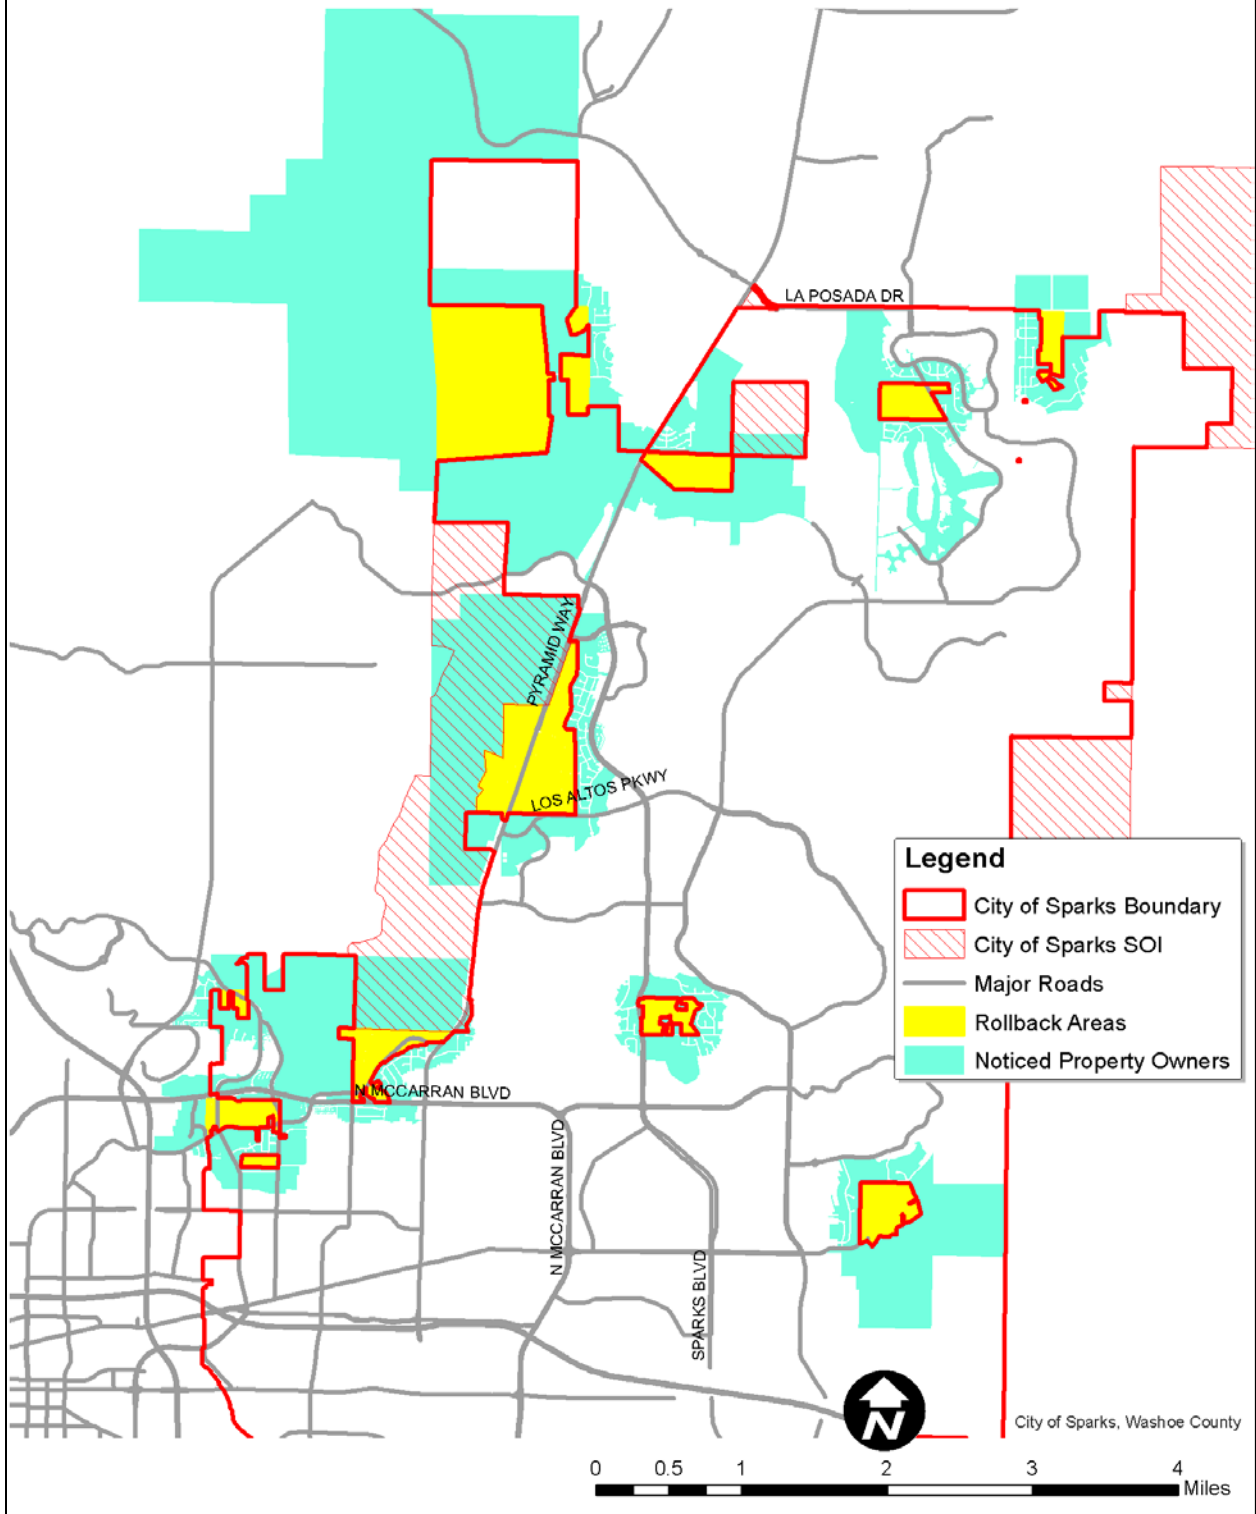 LA POSADA DR
PYRAMID WAY
LOS ALTOS PKWY
Legend
City of Sparks Boundary
City of Sparks SOI
Major Roads
Rollback Areas
Noticed Property Owners
N MCCARRAN BLVD
N MCCARRAN BLVD
SPARKS BLVD
N
City of Sparks, Washoe County
0 0.5 1 2 3 4
Miles